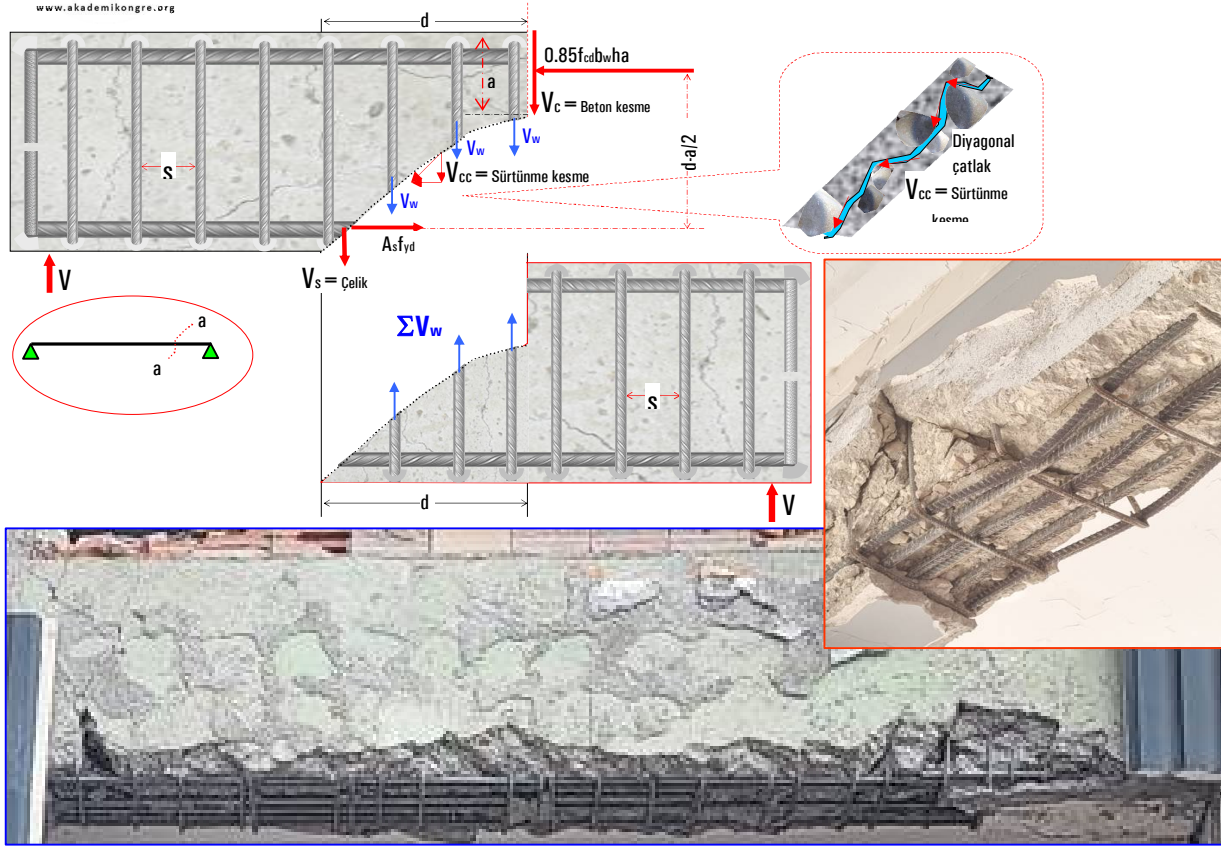 www.akademikongre.org
d
0.85fcdbwha
a
Vc = Beton kesme
Vw
Vw
d-a/2
s
Vcc = Sürtünme kesme
Vw
Asfyd
Vs = Çelik
V
Diyagonal
çatlak
Vcc = Sürtünme
kesme
a
a
ΣVw
s
d
V